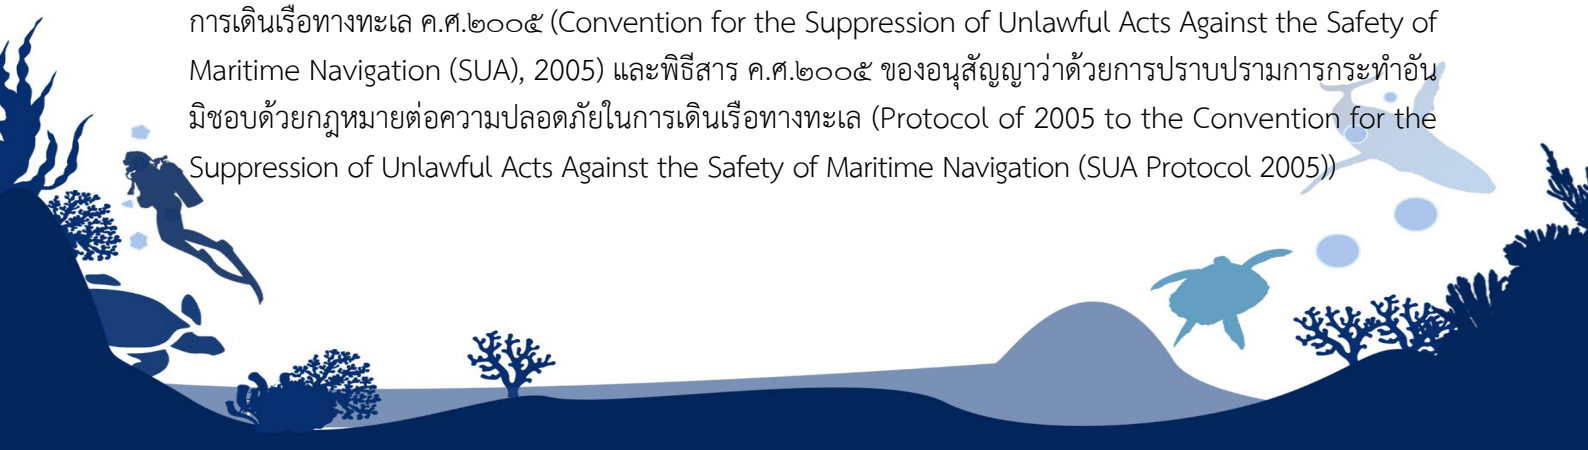 การเดินเรือทางทะเล ค.ศ.๒๐๐๕ (Convention for the Suppression of Unlawful Acts Against the Safety of
Maritime Navigation (SUA), 2005) และพิธีสาร ค.ศ.๒๐๐๕ ของอนุสัญญาว่าด้วยการปราบปรามการกระทำอัน
มิชอบด้วยกฎหมายต่อความปลอดภัยในการเดินเรือทางทะเล (Protocol of 2005 to the Convention for the
Suppression of Unlawful Acts Against the Safety of Maritime Navigation (SUA Protocol 2005))